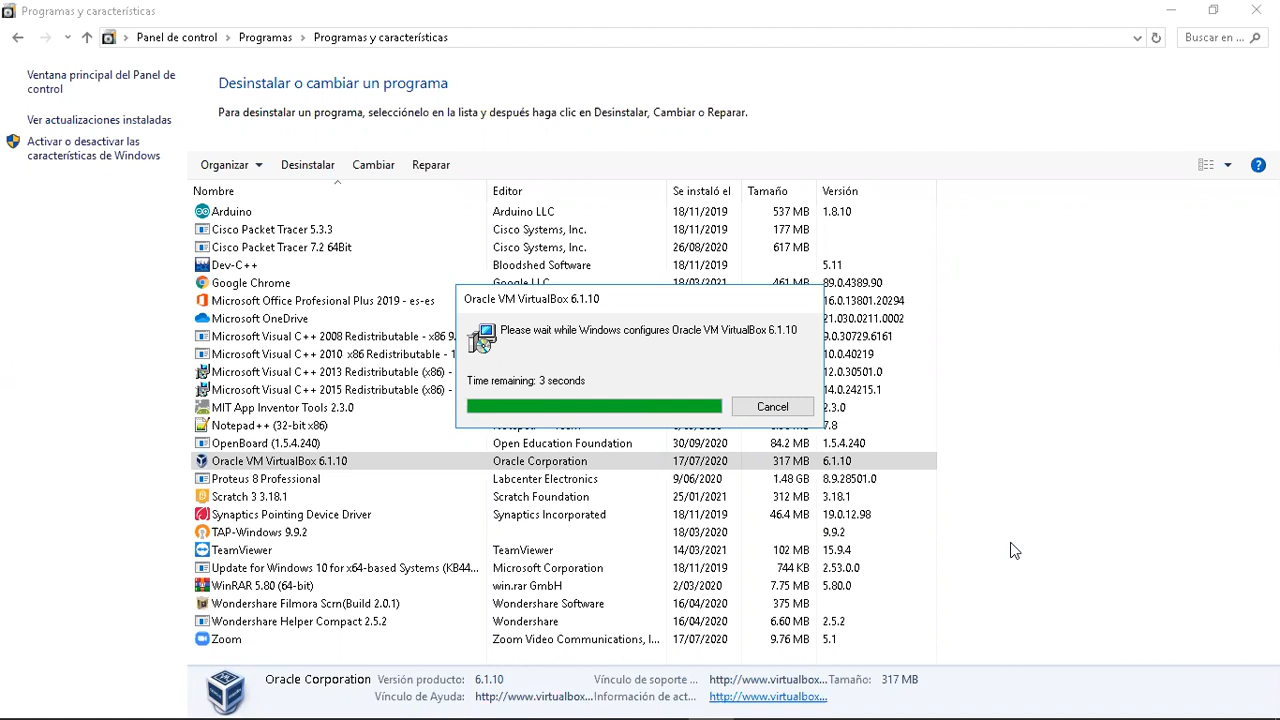 Programas y características
Panel de control > Programas > Programas y características
Buscar en ...
Ventana principal del Panel de control
Ver actualizaciones instaladas
Activar o desactivar las características de Windows
Desinstalar o cambiar un programa
Para desinstalar un programa, selecciónelo en la lista y después haga clic en Desinstalar, Cambiar o Reparar.
Organizar Desinstalar Cambiar Reparar
Nombre Editor Se instaló el Tamaño Versión
Arduino Arduino LLC 18/11/2019 537 MB 1.8.10
Cisco Packet Tracer 5.3.3 Cisco Systems, Inc. 18/11/2019 177 MB
Cisco Packet Tracer 7.2 64Bit Cisco Systems, Inc. 26/08/2020 617 MB
Dev-C++ Bloodshed Software 18/11/2019 5.11
Google Chrome Google LLC 18/03/2021 461 MB 89.0.4389.90
Microsoft Office Profesional Plus 2019 - es-es 16.0.13801.20294
Microsoft OneDrive 21.030.0211.0002
Microsoft Visual C++ 2008 Redistributable - x86 9. 9.0.30729.6161
Microsoft Visual C++ 2010 x86 Redistributable - 1 10.0.40219
Microsoft Visual C++ 2013 Redistributable (x86) - 12.0.30501.0
Microsoft Visual C++ 2015 Redistributable (x86) - 14.0.24215.1
MIT App Inventor Tools 2.3.0 2.3.0
Notepad++ (32-bit x86) 7.8
OpenBoard (1.5.4.240) Open Education Foundation 30/09/2020 84.2 MB 1.5.4.240
Oracle VM VirtualBox 6.1.10 Oracle Corporation 17/07/2020 317 MB 6.1.10
Proteus 8 Professional Labcenter Electronics 9/06/2020 1.48 GB 8.9.28501.0
Scratch 3 3.18.1 Scratch Foundation 25/01/2021 312 MB 3.18.1
Synaptics Pointing Device Driver Synaptics Incorporated 18/11/2019 46.4 MB 19.0.12.98
TAP-Windows 9.9.2 18/03/2020 9.9.2
TeamViewer TeamViewer 14/03/2021 102 MB 15.9.4
Update for Windows 10 for x64-based Systems (KB44... Microsoft Corporation 18/11/2019 744 KB 2.53.0.0
WinRAR 5.80 (64-bit) win.rar GmbH 2/03/2020 7.75 MB 5.80.0
Wondershare Filmora Scrn(Build 2.0.1) Wondershare Software 16/04/2020 375 MB
Wondershare Helper Compact 2.5.2 Wondershare 16/04/2020 6.60 MB 2.5.2
Zoom Zoom Video Communications, I... 17/07/2020 9.76 MB 5.1
Oracle VM VirtualBox 6.1.10
Please wait while Windows configures Oracle VM VirtualBox 6.1.10
Time remaining: 3 seconds
Cancel
Oracle Corporation Versión producto: 6.1.10 Vínculo de soporte ... http://www.virtualbox... Tamaño: 317 MB
Vínculo de Ayuda: http://www.virtualbox... Información de act... http://www.virtualbox...